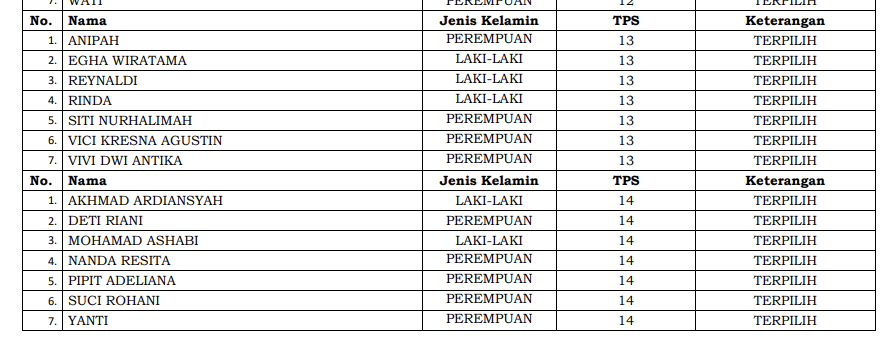 7. WATI PEREMPUAN 12 TERPILIH
No. Nama Jenis Kelamin TPS Keterangan
1. ANIPAH PEREMPUAN 13 TERPILIH
2. EGHA WIRATAMA LAKI-LAKI 13 TERPILIH
3. REYNALDI LAKI-LAKI 13 TERPILIH
4. RINDA LAKI-LAKI 13 TERPILIH
5. SITI NURHALIMAH PEREMPUAN 13 TERPILIH
6. VICI KRESNA AGUSTIN PEREMPUAN 13 TERPILIH
7. VIVI DWI ANTIKA PEREMPUAN 13 TERPILIH
No. Nama Jenis Kelamin TPS Keterangan
1. AKHMAD ARDIANSYAH LAKI-LAKI 14 TERPILIH
2. DETI RIANI PEREMPUAN 14 TERPILIH
3. MOHAMAD ASHABI LAKI-LAKI 14 TERPILIH
4. NANDA RESITA PEREMPUAN 14 TERPILIH
5. PIPIT ADELIANA PEREMPUAN 14 TERPILIH
6. SUCI ROHANI PEREMPUAN 14 TERPILIH
7. YANTI PEREMPUAN 14 TERPILIH